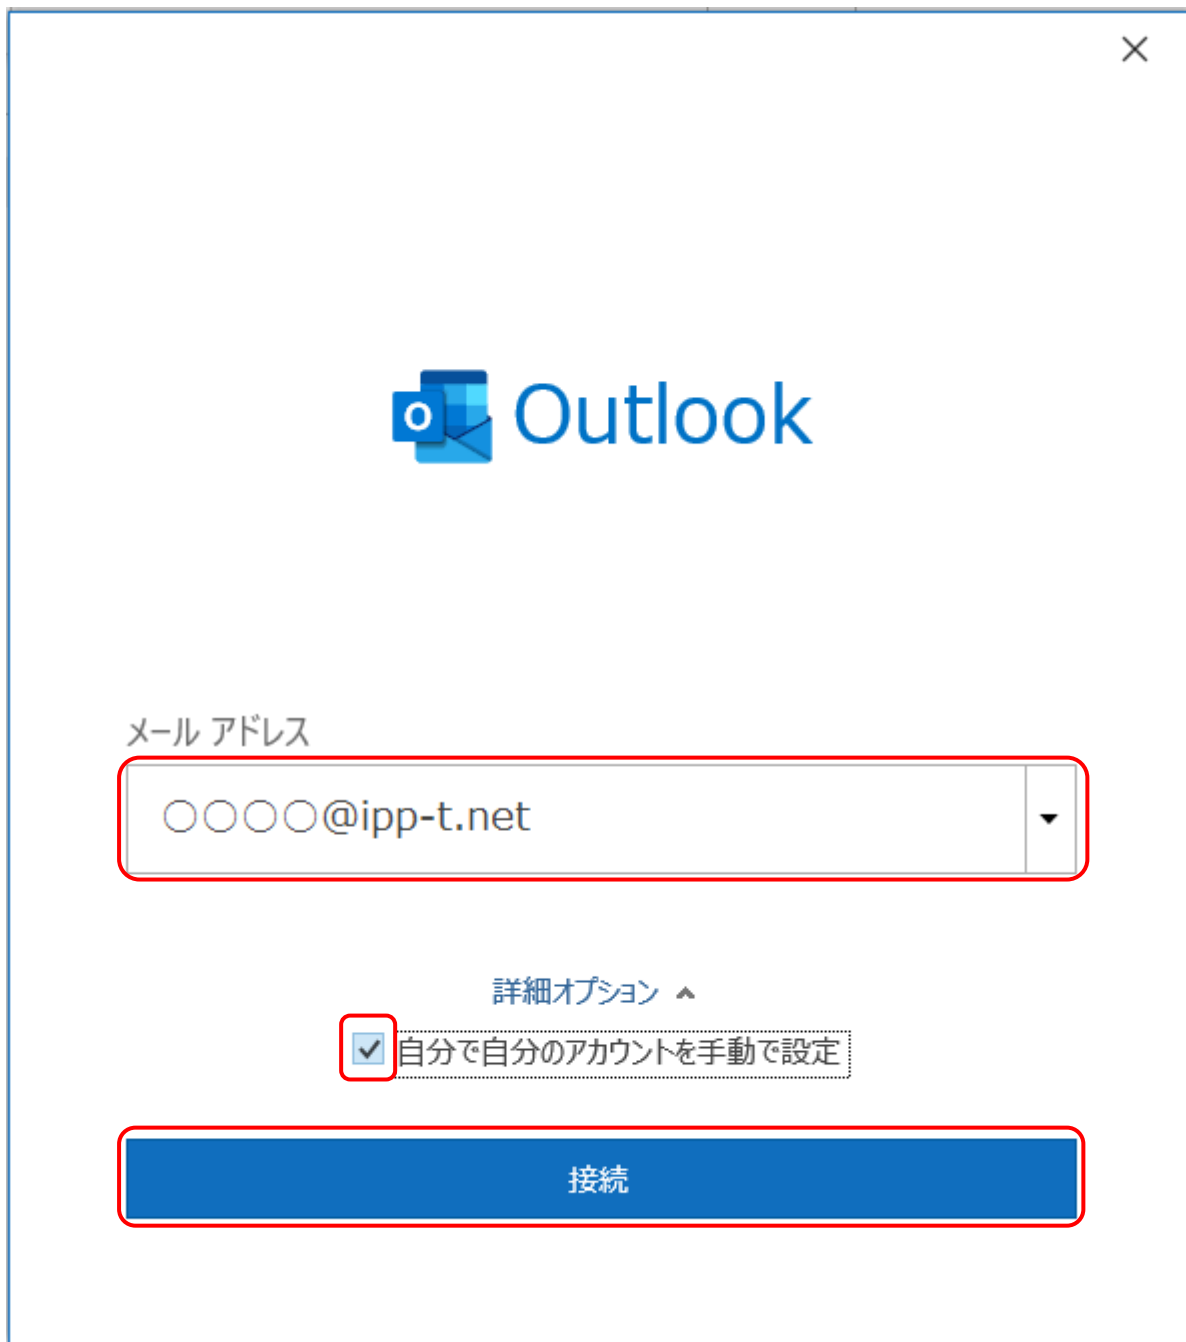 Outlook
メール アドレス
○○○○@ipp-t.net
詳細オプション
自分で自分のアカウントを手動で設定
接続